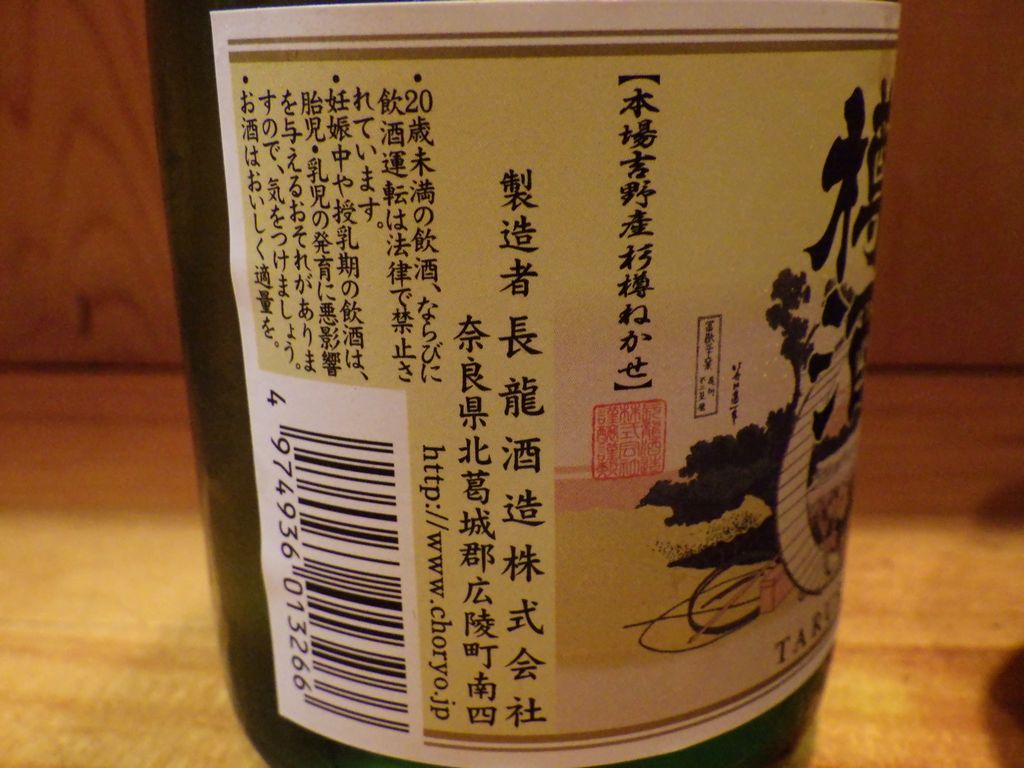 樽酒
TAR
【本場吉野産杉樽ねかせ】
製造者 長龍酒造株式会社
奈良県北葛城郡広陵町南四
http://www.choryo.jp
・20歳未満の飲酒、ならびに
飲酒運転は法律で禁止さ
れています。
・妊娠中や授乳期の飲酒は、
胎児・乳児の発育に悪影響
を与えるおそれがありま
すので、気をつけましょう。
・お酒はおいしく適量を。
4 974936 013266